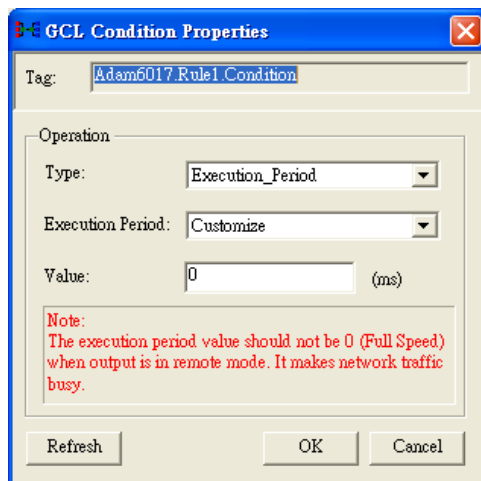 GCL Condition Properties
Tag: Adam6017.Rule1.Condition
Operation
Type: Execution_Period
Execution Period: Customize
Value: 0 (ms)
Note:
The execution period value should not be 0 (Full Speed)
when output is in remote mode. It makes network traffic
busy.
Refresh OK Cancel